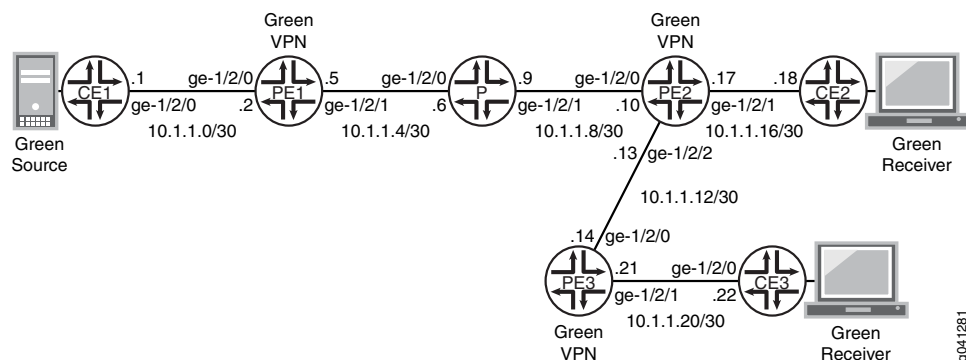 Green
VPN
Green
VPN
.1
ge-1/2/0
.5
ge-1/2/0
.9
ge-1/2/0
.17
.18
CE1
PE1
P
PE2
CE2
ge-1/2/0
.2
ge-1/2/1
.6
ge-1/2/1
.10
ge-1/2/1
10.1.1.0/30
10.1.1.4/30
10.1.1.8/30
10.1.1.16/30
Green
Source
Green
Receiver
.13
ge-1/2/2
10.1.1.12/30
.14
ge-1/2/0
.21
ge-1/2/0
PE3
CE3
ge-1/2/1
.22
10.1.1.20/30
Green
VPN
Green
Receiver
g041281